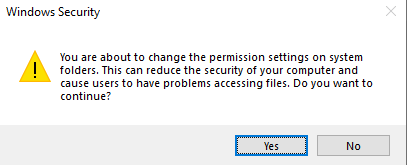 Windows Security
You are about to change the permission settings on system
folders. This can reduce the security of your computer and
cause users to have problems accessing files. Do you want to
continue?
Yes
No